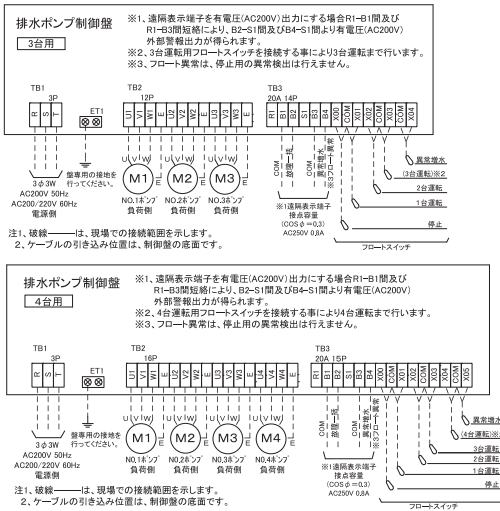 排水ポンプ制御盤
3台用
※1、遠隔表示端子を有電圧(AC200V)出力にする場合R1-B1間及び
R1-B3間短絡により、B2-S1間及びB4-S1間より有電圧(AC200V)
外部警報出力が得られます。
※2、3台運転用フロートスイッチを接続する事により3台運転まで行います。
※3、フロート異常は、停止用の異常検出は行えません。
TB1
3P
R S T
ET1
TB2
12P
U1 V1 W1 E U2 V2 W2 E U3 V3 W3 E
TB3
20A 14P
R1 B1 B2 S1 B3 B4 X00 COM X01 X02 COM X03 COM X04
3φ3W
AC200V 50Hz
AC200/220V 60Hz
電源側
盤専用の接地を
行ってください。
U V W E
M1
NO.1ポンプ
負荷側
U V W E
M2
NO.2ポンプ
負荷側
U V W E
M3
NO.3ポンプ
負荷側
COM
故障一括
COM
異常増水
※3フロート異常
※1遠隔表示端子
接点容量
(COSφ=0.3)
AC250V 0.8A
異常増水
(3台運転)※2
2台運転
1台運転
停止
フロートスイッチ
注1、破線----は、現場での接続範囲を示します。
2、ケーブルの引き込み位置は、制御盤の底面です。
排水ポンプ制御盤
4台用
※1、遠隔表示端子を有電圧(AC200V)出力にする場合R1-B1間及び
R1-B3間短絡により、B2-S1間及びB4-S1間より有電圧(AC200V)
外部警報出力が得られます。
※2、4台運転用フロートスイッチを接続する事により4台運転まで行います。
※3、フロート異常は、停止用の異常検出は行えません。
TB1
3P
R S T
ET1
TB2
16P
U1 V1 W1 E U2 V2 W2 E U3 V3 W3 E U4 V4 W4 E
TB3
20A 15P
R1 B1 B2 S1 B3 B4 X00 COM X01 X02 COM X03 X04 COM X05
3φ3W
AC200V 50Hz
AC200/220V 60Hz
電源側
盤専用の接地を
行ってください。
U V W E
M1
NO.1ポンプ
負荷側
U V W E
M2
NO.2ポンプ
負荷側
U V W E
M3
NO.3ポンプ
負荷側
U V W E
M4
NO.4ポンプ
負荷側
COM
故障一括
COM
異常増水
※3フロート異常
※1遠隔表示端子
接点容量
(COSφ=0.3)
AC250V 0.8A
異常増水
(4台運転)※
3台運転
2台運転
1台運転
停止
フロートスイッチ
注1、破線----は、現場での接続範囲を示します。
2、ケーブルの引き込み位置は、制御盤の底面です。